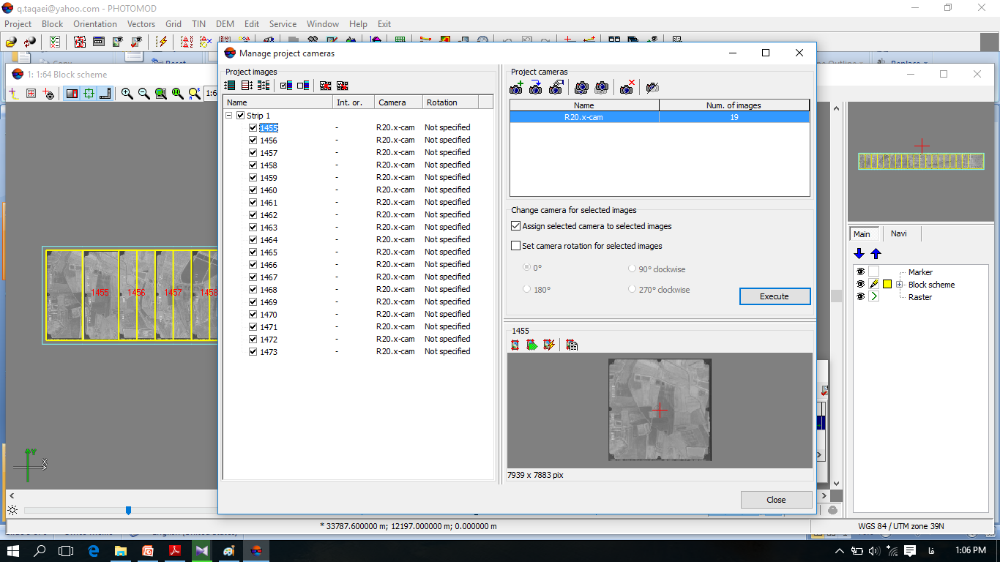 q.taqaei@yahoo.com - PHOTOMOD
Project Block Orientation Vectors Grid TIN DEM Edit Service Window Help Exit
1: 1:64 Block scheme
1:6
1455 1456 1457 1458
Y
X
Manage project cameras
Project images
Name Int. or. Camera Rotation
Strip 1
1455 - R20.x-cam Not specified
1456 - R20.x-cam Not specified
1457 - R20.x-cam Not specified
1458 - R20.x-cam Not specified
1459 - R20.x-cam Not specified
1460 - R20.x-cam Not specified
1461 - R20.x-cam Not specified
1462 - R20.x-cam Not specified
1463 - R20.x-cam Not specified
1464 - R20.x-cam Not specified
1465 - R20.x-cam Not specified
1466 - R20.x-cam Not specified
1467 - R20.x-cam Not specified
1468 - R20.x-cam Not specified
1469 - R20.x-cam Not specified
1470 - R20.x-cam Not specified
1471 - R20.x-cam Not specified
1472 - R20.x-cam Not specified
1473 - R20.x-cam Not specified
Project cameras
Name Num. of images
R20.x-cam 19
Change camera for selected images
Assign selected camera to selected images
Set camera rotation for selected images
0° 90° clockwise
180° 270° clockwise
Execute
1455
7939 x 7883 pix
Close
Main Navi
Marker
Block scheme
Raster
* 33787.600000 m; 12197.000000 m; 0.000000 m
WGS 84 / UTM zone 39N
فا
1:06 PM